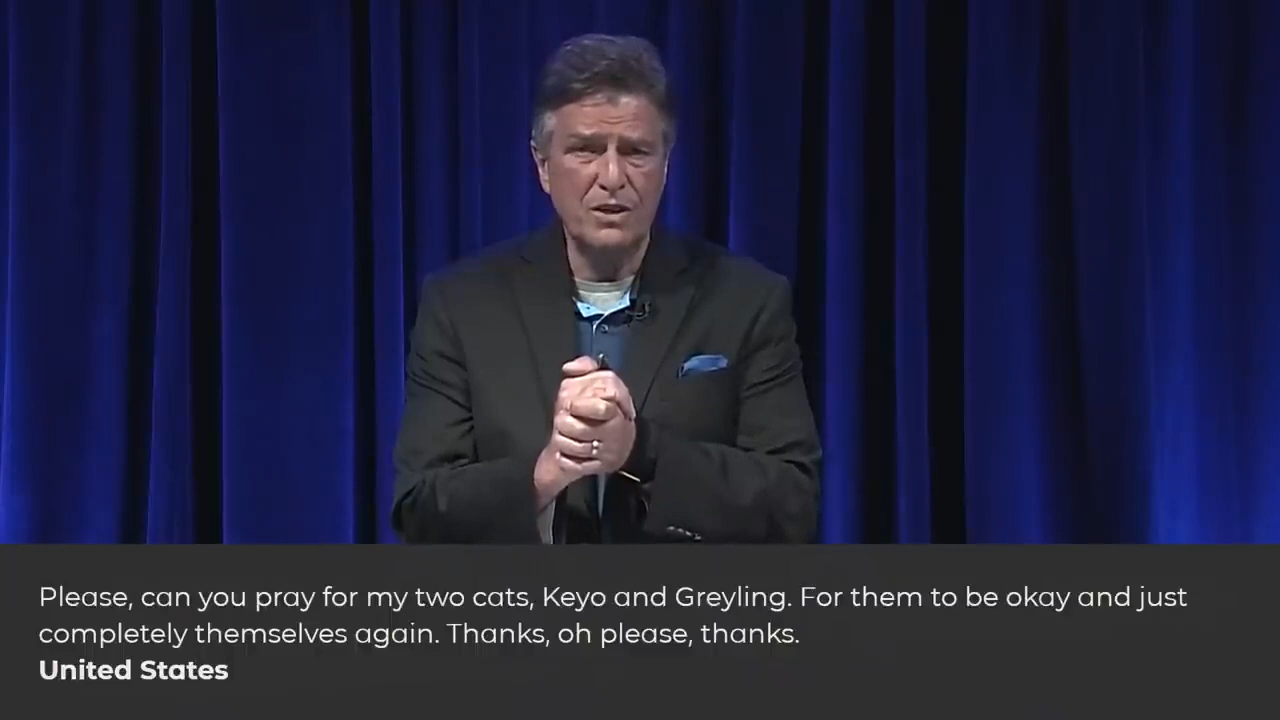 Please, can you pray for my two cats, Keyo and Greyling. For them to be okay and just
completely themselves again. Thanks, oh please, thanks.
United States